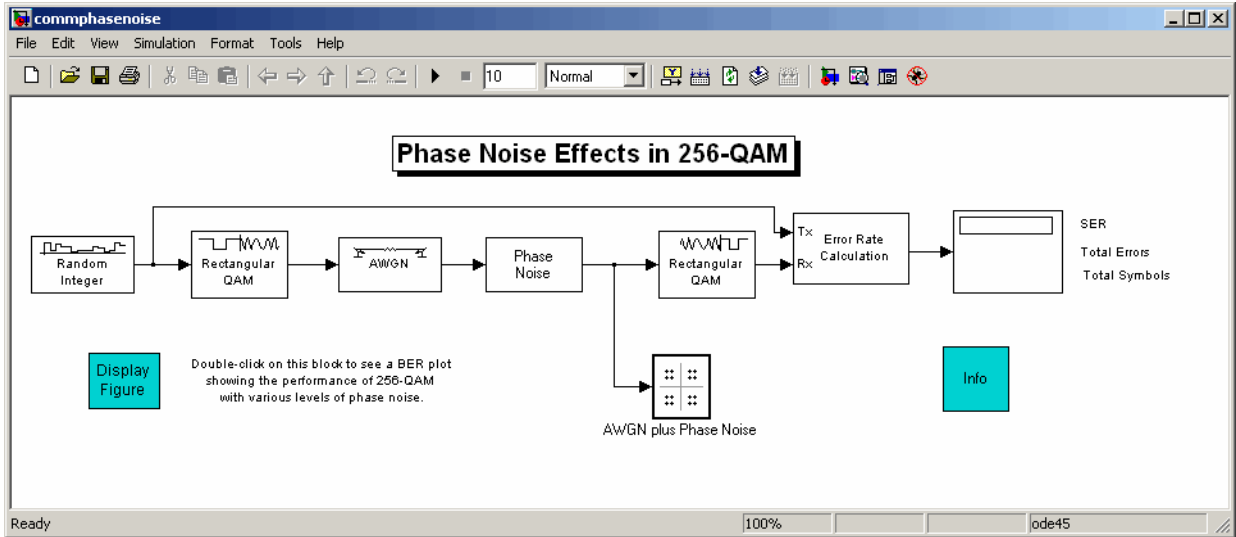 commphasenoise
File Edit View Simulation Format Tools Help
10 Normal
Phase Noise Effects in 256-QAM
Random
Integer
Rectangular
QAM
AWGN
Phase
Noise
Rectangular
QAM
Tx
Rx
Error Rate
Calculation
SER
Total Errors
Total Symbols
Display
Figure
Double-click on this block to see a BER plot
showing the performance of 256-QAM
with various levels of phase noise.
AWGN plus Phase Noise
Info
Ready
100%
ode45